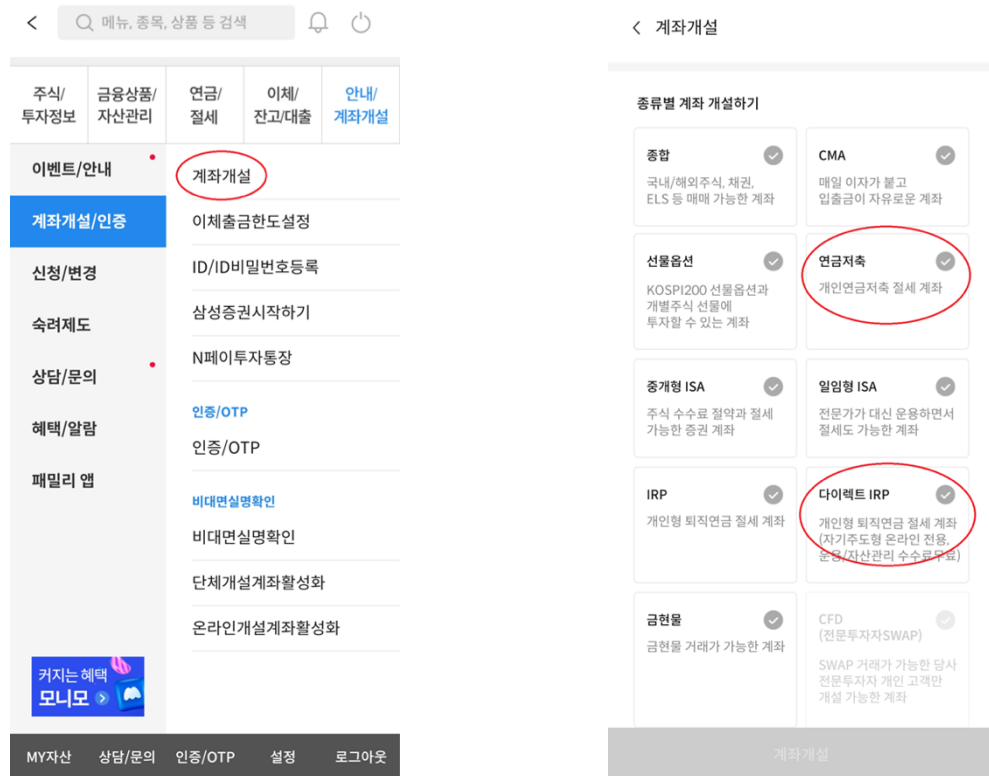 메뉴, 종목, 상품 등 검색
주식/
투자정보
금융상품/
자산관리
연금/
절세
이체/
잔고/대출
안내/
계좌개설
이벤트/안내
계좌개설/인증
신청/변경
숙려제도
상담/문의
혜택/알람
패밀리 앱
계좌개설
이체출금한도설정
ID/ID비밀번호등록
삼성증권시작하기
N페이투자통장
인증/OTP
인증/OTP
비대면실명확인
비대면실명확인
단체개설계좌활성화
온라인개설계좌활성화
커지는 혜택
모니모
MY자산
상담/문의
인증/OTP
설정
로그아웃
계좌개설
종류별 계좌 개설하기
종합
국내/해외주식, 채권,
ELS 등 매매 가능한 계좌
CMA
매일 이자가 붙고
입출금이 자유로운 계좌
선물옵션
KOSPI200 선물옵션과
개별주식 선물에
투자할 수 있는 계좌
연금저축
개인연금저축 절세 계좌
중개형 ISA
주식 수수료 절약과 절세
가능한 증권 계좌
일임형 ISA
전문가가 대신 운용하면서
절세도 가능한 계좌
IRP
개인형 퇴직연금 절세 계좌
다이렉트 IRP
개인형 퇴직연금 절세 계좌
(자기주도형 온라인 전용,
운용/자산관리 수수료무료)
금현물
금현물 거래가 가능한 계좌
CFD
(전문투자자SWAP)
SWAP 거래가 가능한 당사
전문투자자 개인 고객만
개설 가능한 계좌
계좌개설